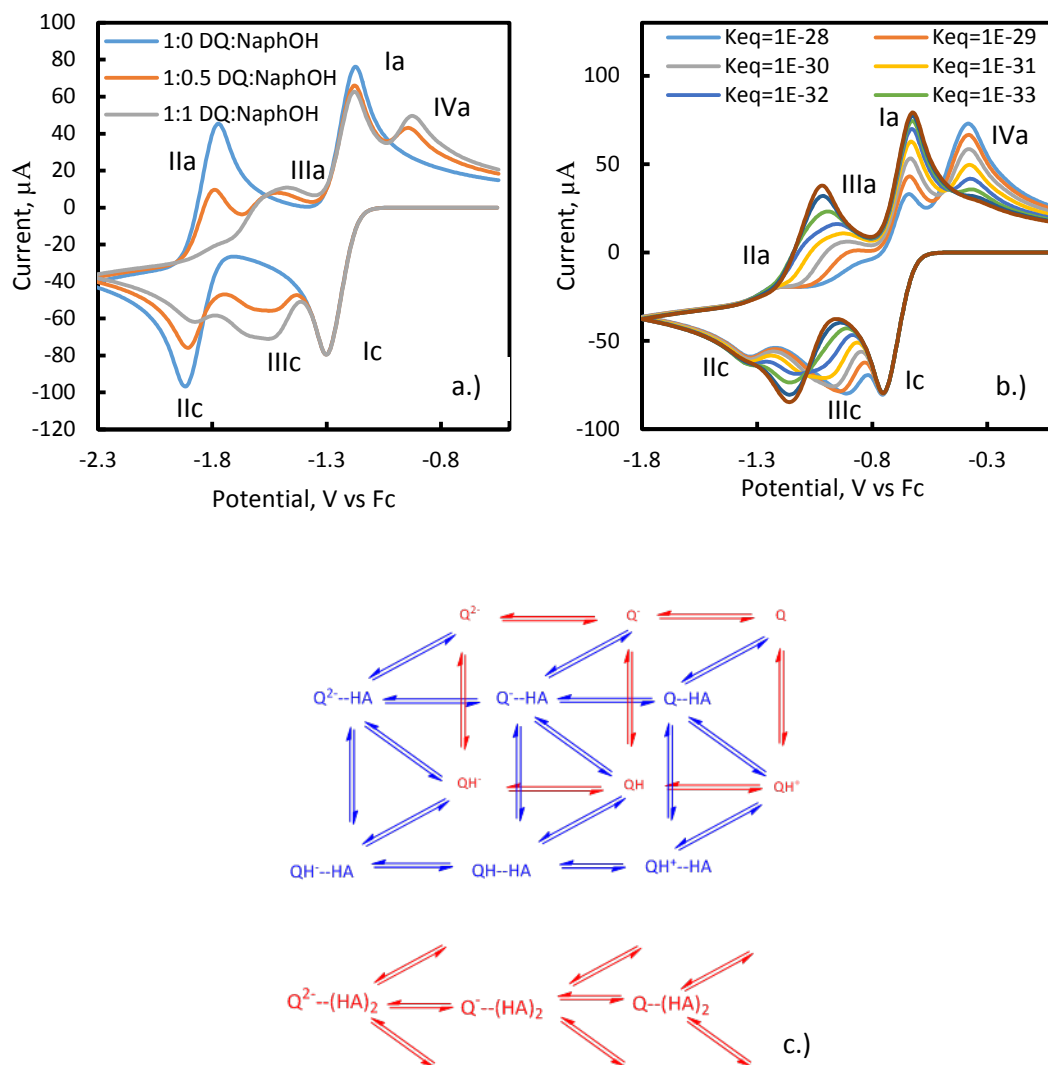 100
80
60
40
20
0
-20
-40
-60
-80
-100
-120
Current, µA
1:0 DQ:NaphOH
1:0.5 DQ:NaphOH
1:1 DQ:NaphOH
Ia
IVa
IIa
IIIa
IIIc
Ic
IIc
a.)
-2.3 -1.8 -1.3 -0.8
Potential, V vs Fc
100
50
0
-50
-100
Current, µA
Keq=1E-28 Keq=1E-29
Keq=1E-30 Keq=1E-31
Keq=1E-32 Keq=1E-33
Ia
IVa
IIIa
IIa
IIc
Ic
IIIc
b.)
-1.8 -1.3 -0.8 -0.3
Potential, V vs Fc
Q²⁻ Q⁻ Q
Q²⁻--HA Q⁻--HA Q--HA
QH⁻ QH QH⁺
QH⁻--HA QH--HA QH⁺--HA
Q²⁻--(HA)₂ Q⁻--(HA)₂ Q--(HA)₂
c.)